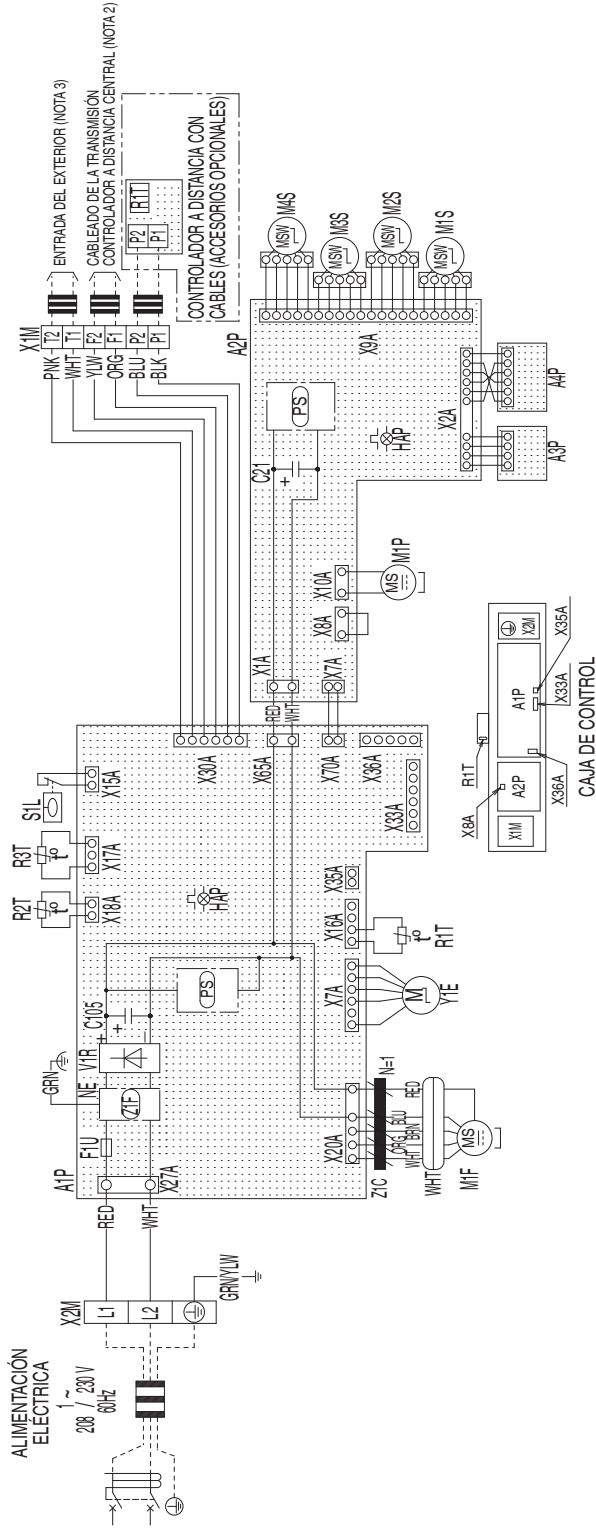 ALIMENTACIÓN
ELÉCTRICA
1 ~
208 / 230 V
60Hz
X2M
L1
L2
GRN/YLW
RED
WHT
A1P
X27A
F1U
NE
GRN
Z1F
V1R
+
−
C105
+
PS
HAP
R2T
t°
X18A
R3T
t°
X17A
S1L
X15A
X30A
X65A
X70A
X36A
X33A
X35A
X16A
t°
R1T
X7A
M
Y1E
X20A
Z1C
N=1
WHT
ORG
BRN
BLU
RED
WHT
MS
M1F
RED
WHT
X1A
X7A
X8A
X10A
MS
M1P
A2P
C21
+
PS
HAP
X9A
X2A
A3P
A4P
MSW
M4S
MSW
M3S
MSW
M2S
MSW
M1S
X1M
T2
T1
F2
F1
P2
P1
PNK
WHT
YLW
ORG
BLU
BLK
ENTRADA DEL EXTERIOR (NOTA 3)
CABLEADO DE LA TRANSMISIÓN
CONTROLADOR A DISTANCIA CENTRAL (NOTA 2)
P2
P1
R1T
CONTROLADOR A DISTANCIA CON
CABLES (ACCESORIOS OPCIONALES)
X8A
R1T
X1M
A2P
A1P
X2M
X36A
X33A
X35A
CAJA DE CONTROL